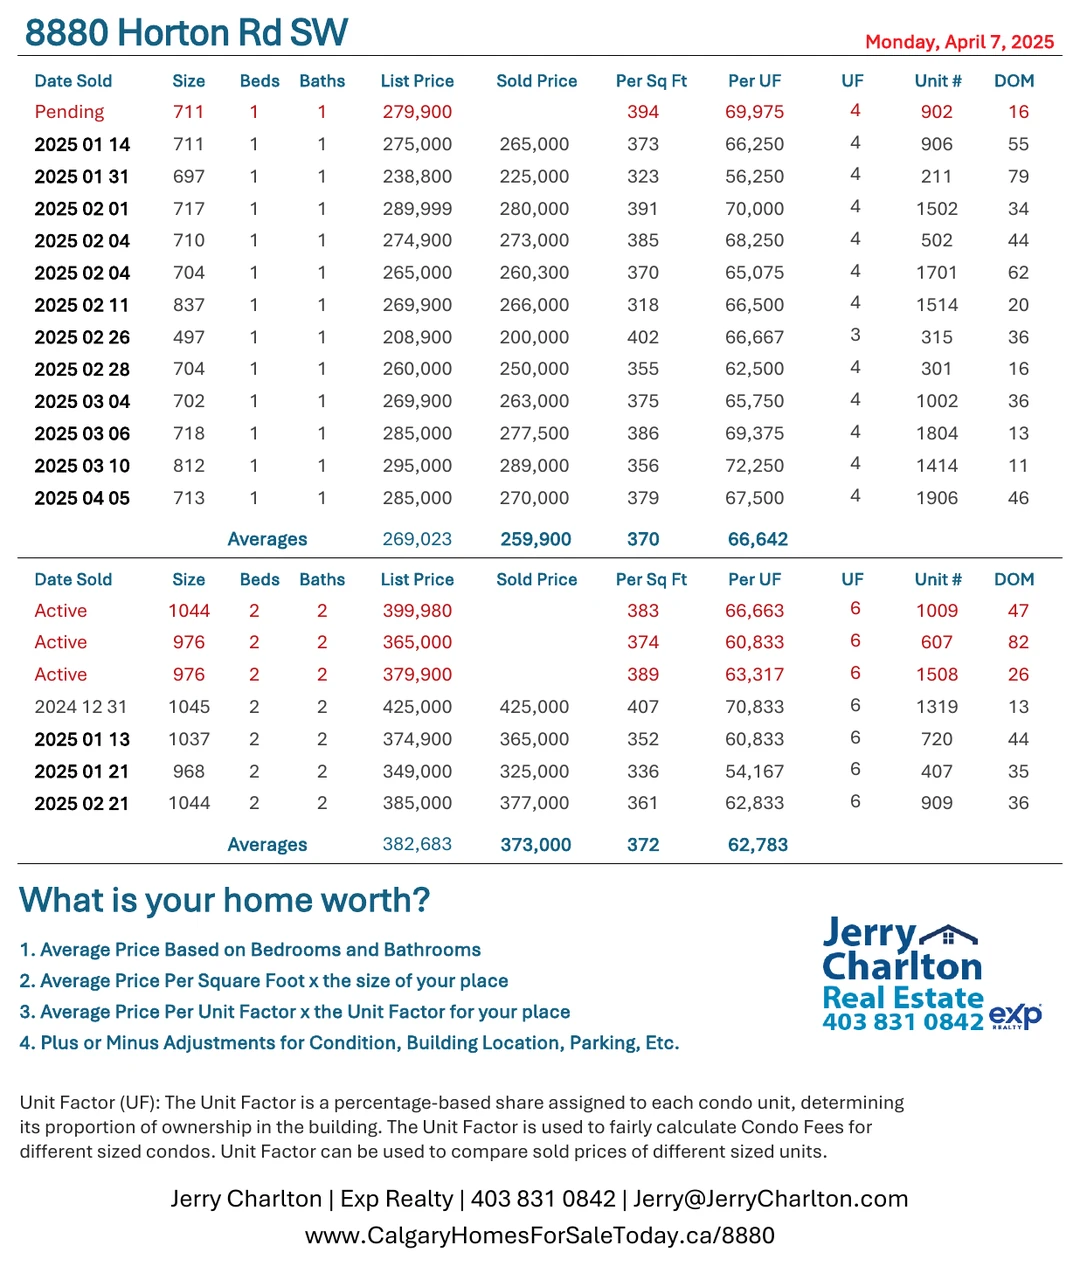 8880 Horton Rd SW
Monday, April 7, 2025
Date Sold Size Beds Baths List Price Sold Price Per Sq Ft Per UF UF Unit # DOM
Pending 711 1 1 279,900 394 69,975 4 902 16
2025 01 14 711 1 1 275,000 265,000 373 66,250 4 906 55
2025 01 31 697 1 1 238,800 225,000 323 56,250 4 211 79
2025 02 01 717 1 1 289,999 280,000 391 70,000 4 1502 34
2025 02 04 710 1 1 274,900 273,000 385 68,250 4 502 44
2025 02 04 704 1 1 265,000 260,300 370 65,075 4 1701 62
2025 02 11 837 1 1 269,900 266,000 318 66,500 4 1514 20
2025 02 26 497 1 1 208,900 200,000 402 66,667 3 315 36
2025 02 28 704 1 1 260,000 250,000 355 62,500 4 301 16
2025 03 04 702 1 1 269,900 263,000 375 65,750 4 1002 36
2025 03 06 718 1 1 285,000 277,500 386 69,375 4 1804 13
2025 03 10 812 1 1 295,000 289,000 356 72,250 4 1414 11
2025 04 05 713 1 1 285,000 270,000 379 67,500 4 1906 46
Averages 269,023 259,900 370 66,642
Date Sold Size Beds Baths List Price Sold Price Per Sq Ft Per UF UF Unit # DOM
Active 1044 2 2 399,980 383 66,663 6 1009 47
Active 976 2 2 365,000 374 60,833 6 607 82
Active 976 2 2 379,900 389 63,317 6 1508 26
2024 12 31 1045 2 2 425,000 425,000 407 70,833 6 1319 13
2025 01 13 1037 2 2 374,900 365,000 352 60,833 6 720 44
2025 01 21 968 2 2 349,000 325,000 336 54,167 6 407 35
2025 02 21 1044 2 2 385,000 377,000 361 62,833 6 909 36
Averages 382,683 373,000 372 62,783
What is your home worth?
1. Average Price Based on Bedrooms and Bathrooms
2. Average Price Per Square Foot x the size of your place
3. Average Price Per Unit Factor x the Unit Factor for your place
4. Plus or Minus Adjustments for Condition, Building Location, Parking, Etc.
Jerry
Charlton
Real Estate
403 831 0842
exp
REALTY
Unit Factor (UF): The Unit Factor is a percentage-based share assigned to each condo unit, determining
its proportion of ownership in the building. The Unit Factor is used to fairly calculate Condo Fees for
different sized condos. Unit Factor can be used to compare sold prices of different sized units.
Jerry Charlton | Exp Realty | 403 831 0842 | Jerry@JerryCharlton.com
www.CalgaryHomesForSaleToday.ca/8880